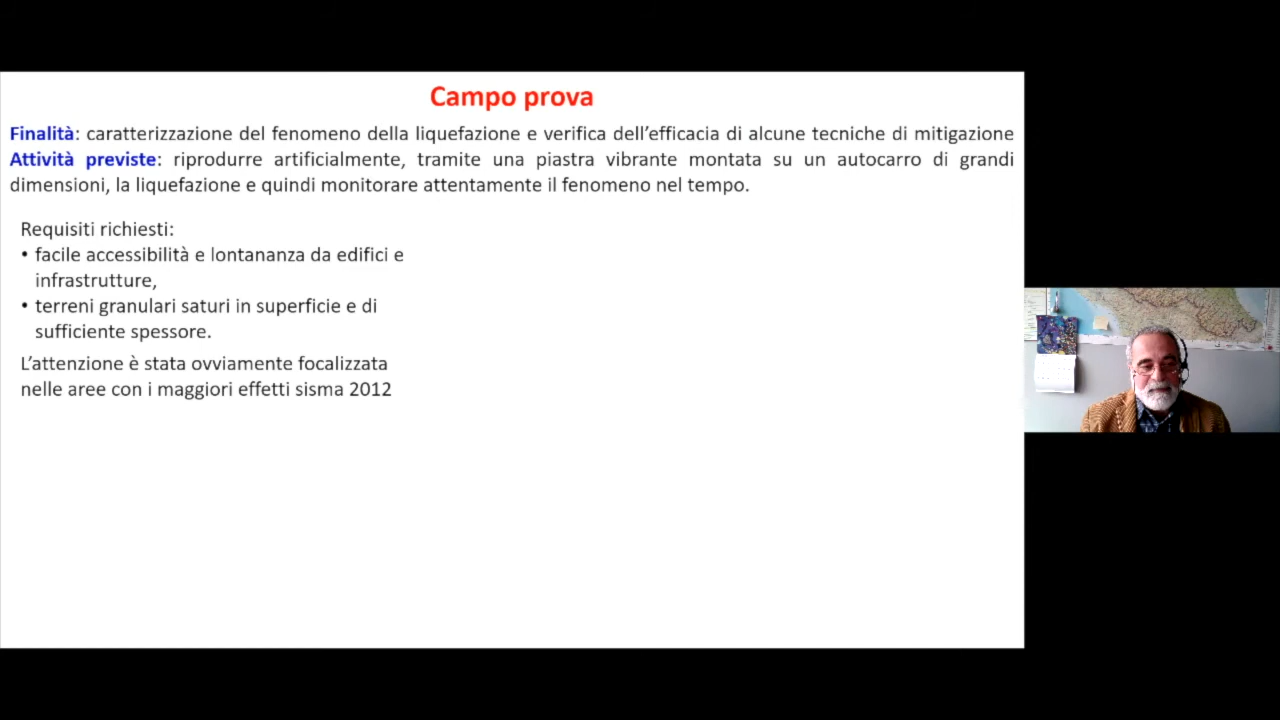 Campo prova
Finalità: caratterizzazione del fenomeno della liquefazione e verifica dell’efficacia di alcune tecniche di mitigazione
Attività previste: riprodurre artificialmente, tramite una piastra vibrante montata su un autocarro di grandi
dimensioni, la liquefazione e quindi monitorare attentamente il fenomeno nel tempo.
Requisiti richiesti:
• facile accessibilità e lontananza da edifici e
infrastrutture,
• terreni granulari saturi in superficie e di
sufficiente spessore.
L’attenzione è stata ovviamente focalizzata
nelle aree con i maggiori effetti sisma 2012